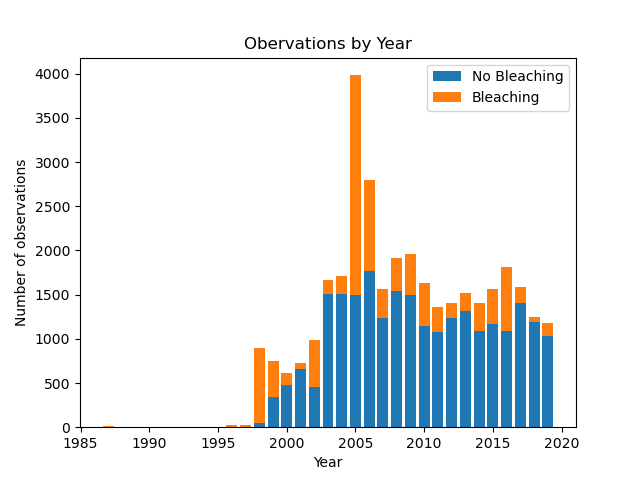 Obervations by Year
No Bleaching
Bleaching
Number of observations
4000
3500
3000
2500
2000
1500
1000
500
0
1985 1990 1995 2000 2005 2010 2015 2020
Year